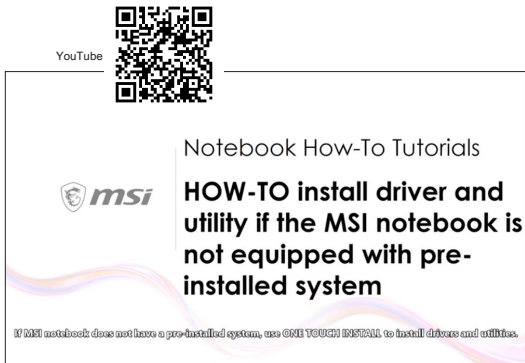 YouTube
Notebook How-To Tutorials
msi
HOW-TO install driver and
utility if the MSI notebook is
not equipped with pre-
installed system
If MSI notebook does not have a pre-installed system, use ONE TOUCH INSTALL to install drivers and utilities.